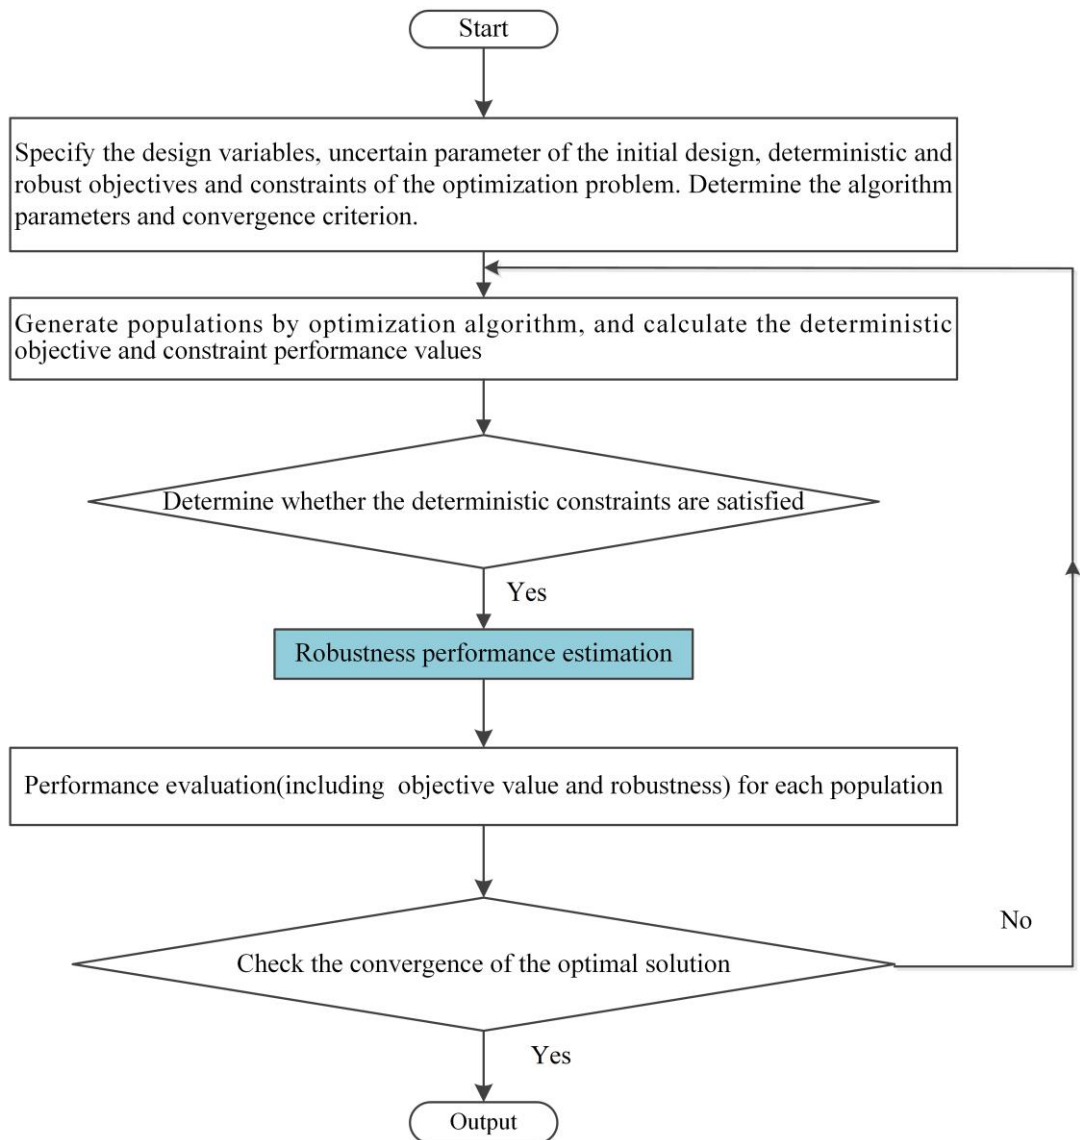 Start
Specify the design variables, uncertain parameter of the initial design, deterministic and
robust objectives and constraints of the optimization problem. Determine the algorithm
parameters and convergence criterion.
Generate populations by optimization algorithm, and calculate the deterministic
objective and constraint performance values
Determine whether the deterministic constraints are satisfied
Yes
Robustness performance estimation
Performance evaluation(including objective value and robustness) for each population
No
Check the convergence of the optimal solution
Yes
Output